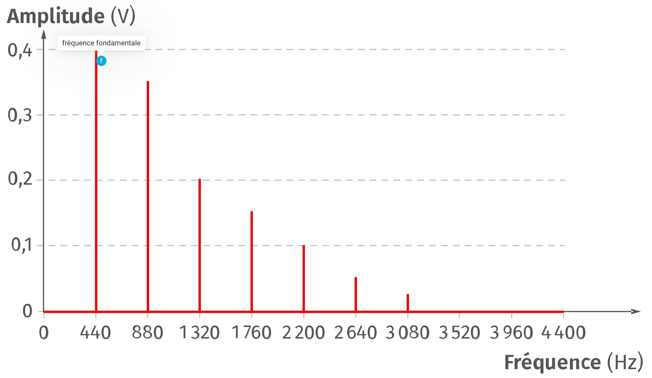 Amplitude (V)
fréquence fondamentale
f
0,4
0,3
0,2
0,1
0
0 440 880 1 320 1 760 2 200 2 640 3 080 3 520 3 960 4 400
Fréquence (Hz)